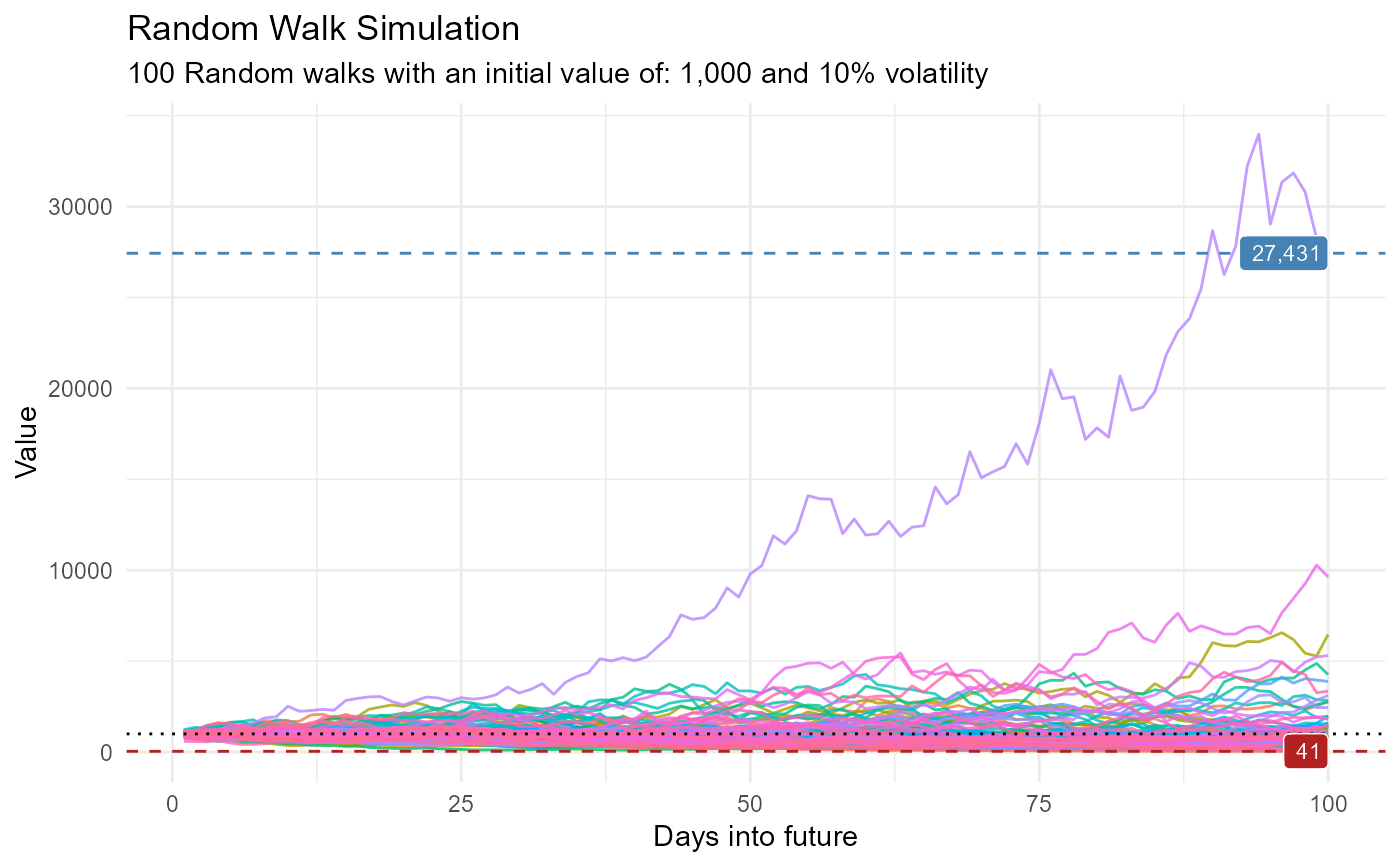 Random Walk Simulation
100 Random walks with an initial value of: 1,000 and 10% volatility
Value
30000
20000
10000
0
27,431
41
0
25
50
75
100
Days into future